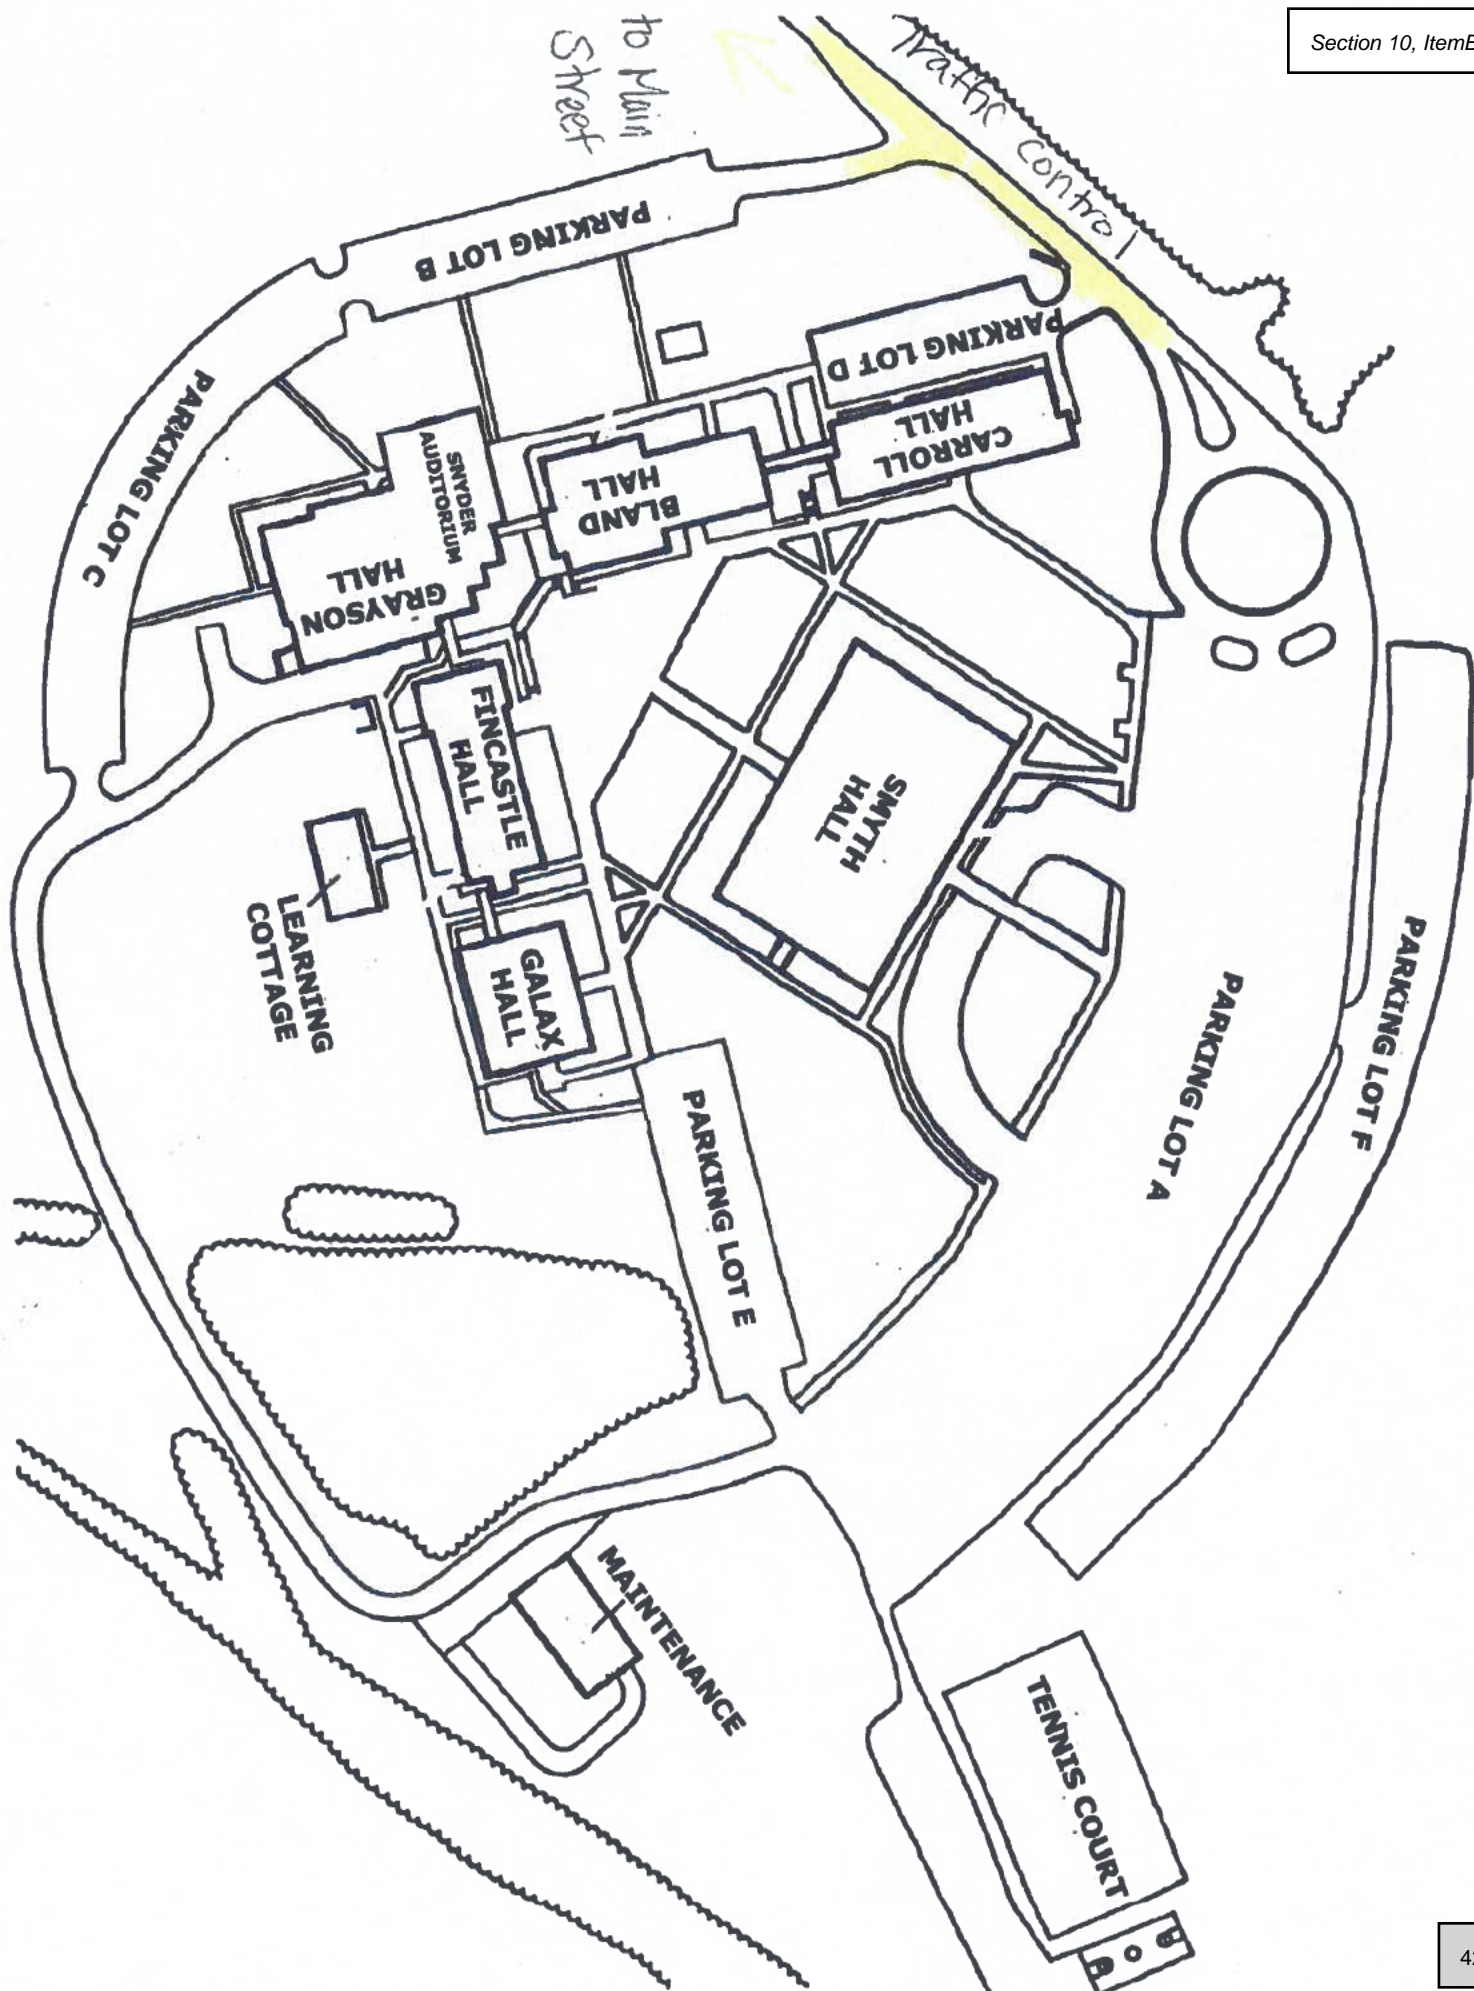 Section 10, ItemB
to Main
Street
Traffic Control
PARKING LOT B
PARKING LOT D
CARROLL
HALL
BLAND
HALL
SNYDER
AUDITORIUM
GRAYSON
HALL
PARKING LOT C
FINCASTLE
HALL
SMYTH
HALL
LEARNING
COTTAGE
GALAX
HALL
PARKING LOT F
PARKING LOT A
PARKING LOT E
MAINTENANCE
TENNIS COURT